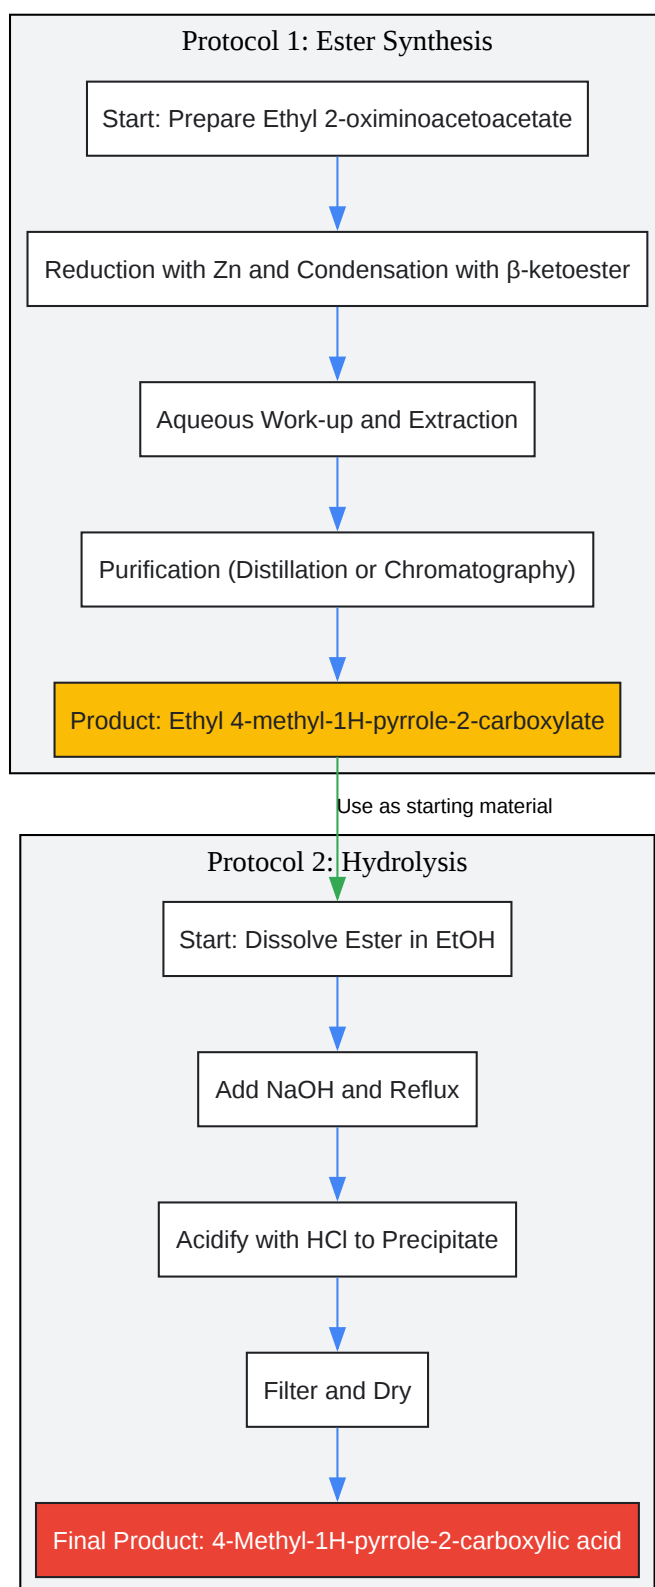 Protocol 1: Ester Synthesis
Start: Prepare Ethyl 2-oximinoacetoacetate
Reduction with Zn and Condensation with β-ketoester
Aqueous Work-up and Extraction
Purification (Distillation or Chromatography)
Product: Ethyl 4-methyl-1H-pyrrole-2-carboxylate
Use as starting material
Protocol 2: Hydrolysis
Start: Dissolve Ester in EtOH
Add NaOH and Reflux
Acidify with HCl to Precipitate
Filter and Dry
Final Product: 4-Methyl-1H-pyrrole-2-carboxylic acid